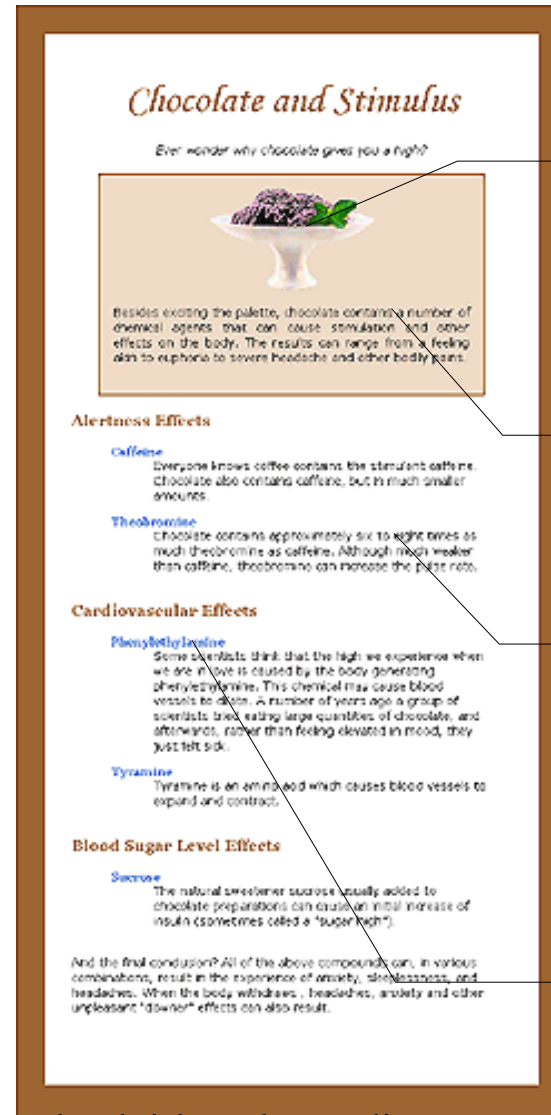 Chocolate and Stimulus
Ever wonder why chocolate gives you a high?
Besides exciting the palette, chocolate contains a number of
chemical agents that can cause stimulation and other
effects on the body. The results can range from a feeling
akin to euphoria to severe headache and other bodily pains.
Alertness Effects
Caffeine
Everyone knows coffee contains the stimulant caffeine.
Chocolate also contains caffeine, but in much smaller
amounts.
Theobromine
Chocolate contains approximately six to eight times as
much theobromine as caffeine. Although much weaker
than caffeine, theobromine can increase the pulse rate.
Cardiovascular Effects
Phenylethylamine
Some scientists think that the high we experience when
we are in love is caused by the body generating
phenylethylamine. This chemical may cause blood
vessels to dilate. A number of years ago a group of
scientists tried eating large quantities of chocolate, and
afterwards, rather than feeling elevated in mood, they
just felt sick.
Tyramine
Tyramine is an amino acid which causes blood vessels to
expand and contract.
Blood Sugar Level Effects
Sucrose
The natural sweetener sucrose usually added to
chocolate preparations can cause an initial increase of
insulin (sometimes called a "sugar high").
And the final conclusion? All of the above compounds can, in various
combinations, result in the experience of anxiety, sleeplessness, and
headaches. When the body withdraws , headaches, anxiety and other
unpleasant "downer" effects can also result.